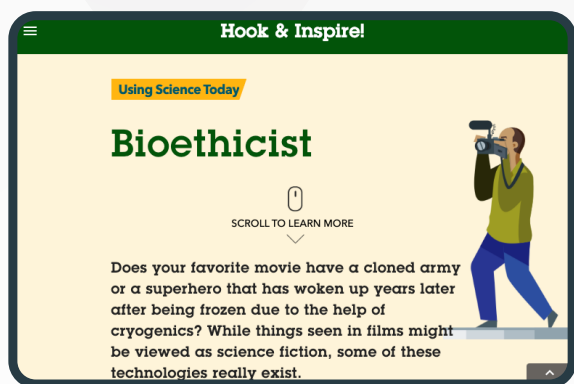 Hook & Inspire!
Using Science Today
Bioethicist
SCROLL TO LEARN MORE
Does your favorite movie have a cloned army
or a superhero that has woken up years later
after being frozen due to the help of
cryogenics? While things seen in films might
be viewed as science fiction, some of these
technologies really exist.